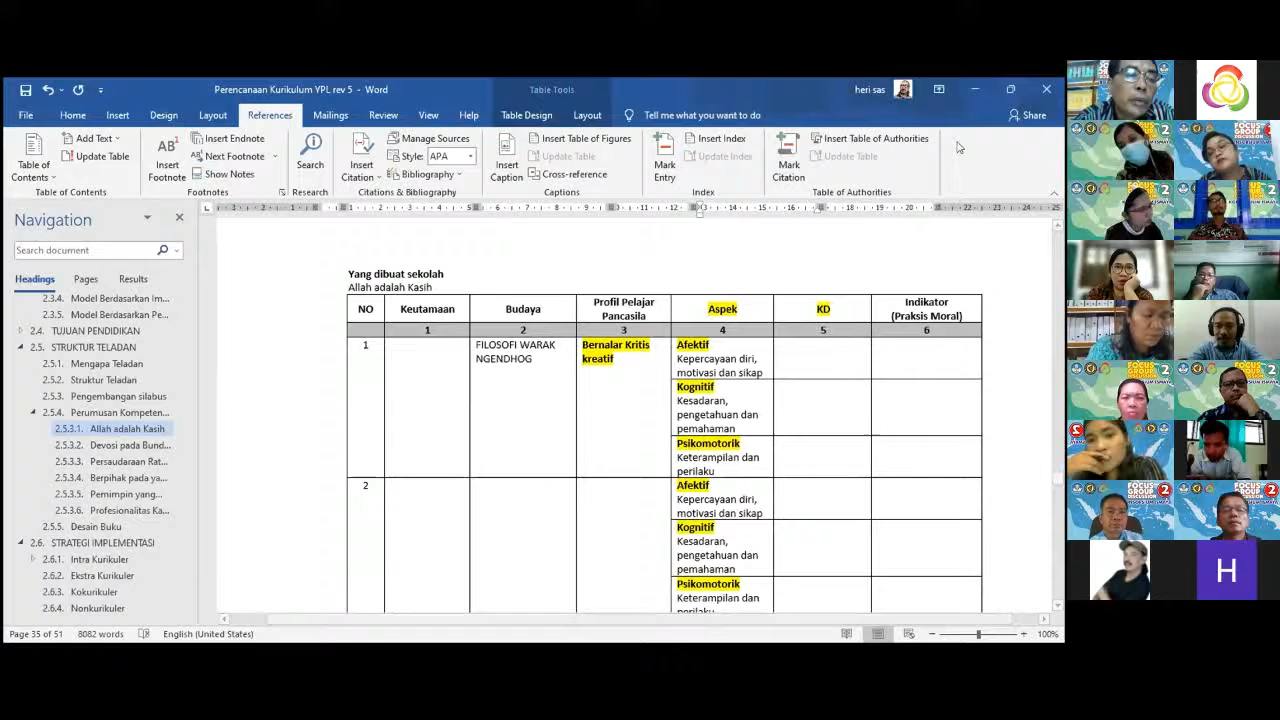 Perencanaan Kurikulum YPL rev 5 - Word
Table Tools
heri sas
File
Home
Insert
Design
Layout
References
Mailings
Review
View
Help
Table Design
Layout
Tell me what you want to do
Share
Table of Contents
Add Text
Update Table
Table of Contents
Insert Footnote
Insert Endnote
Next Footnote
Show Notes
Footnotes
Search
Research
Insert Citation
Manage Sources
Style: APA
Bibliography
Citations & Bibliography
Insert Caption
Insert Table of Figures
Update Table
Cross-reference
Captions
Mark Entry
Insert Index
Update Index
Index
Mark Citation
Insert Table of Authorities
Update Table
Table of Authorities
Navigation
Search document
Headings
Pages
Results
2.3.4. Model Berdasarkan Im...
2.3.5. Model Berdasarkan Pe...
2.4. TUJUAN PENDIDIKAN
2.5. STRUKTUR TELADAN
2.5.1. Mengapa Teladan
2.5.2. Struktur Teladan
2.5.3. Pengembangan silabus
2.5.4. Perumusan Kompeten...
2.5.3.1. Allah adalah Kasih
2.5.3.2. Devosi pada Bund...
2.5.3.3. Persaudaraan Rat...
2.5.3.4. Berpihak pada ya...
2.5.3.5. Pemimpin yang...
2.5.3.6. Profesionalitas Ka...
2.5.5. Desain Buku
2.6. STRATEGI IMPLEMENTASI
2.6.1. Intra Kurikuler
2.6.2. Ekstra Kurikuler
2.6.3. Kokurikuler
2.6.4. Nonkurikuler
Yang dibuat sekolah
Allah adalah Kasih
NO
Keutamaan
Budaya
Profil Pelajar
Pancasila
Aspek
KD
Indikator
(Praksis Moral)
1
2
3
4
5
6
1
FILOSOFI WARAK
NGENDHOG
Bernalar Kritis
kreatif
Afektif
Kepercayaan diri,
motivasi dan sikap
Kognitif
Kesadaran,
pengetahuan dan
pemahaman
Psikomotorik
Keterampilan dan
perilaku
2
Afektif
Kepercayaan diri,
motivasi dan sikap
Kognitif
Kesadaran,
pengetahuan dan
pemahaman
Psikomotorik
Keterampilan dan
perilaku
Page 35 of 51
8082 words
English (United States)
100%
FOCUS
GROUP
DISCUSSION
2
H